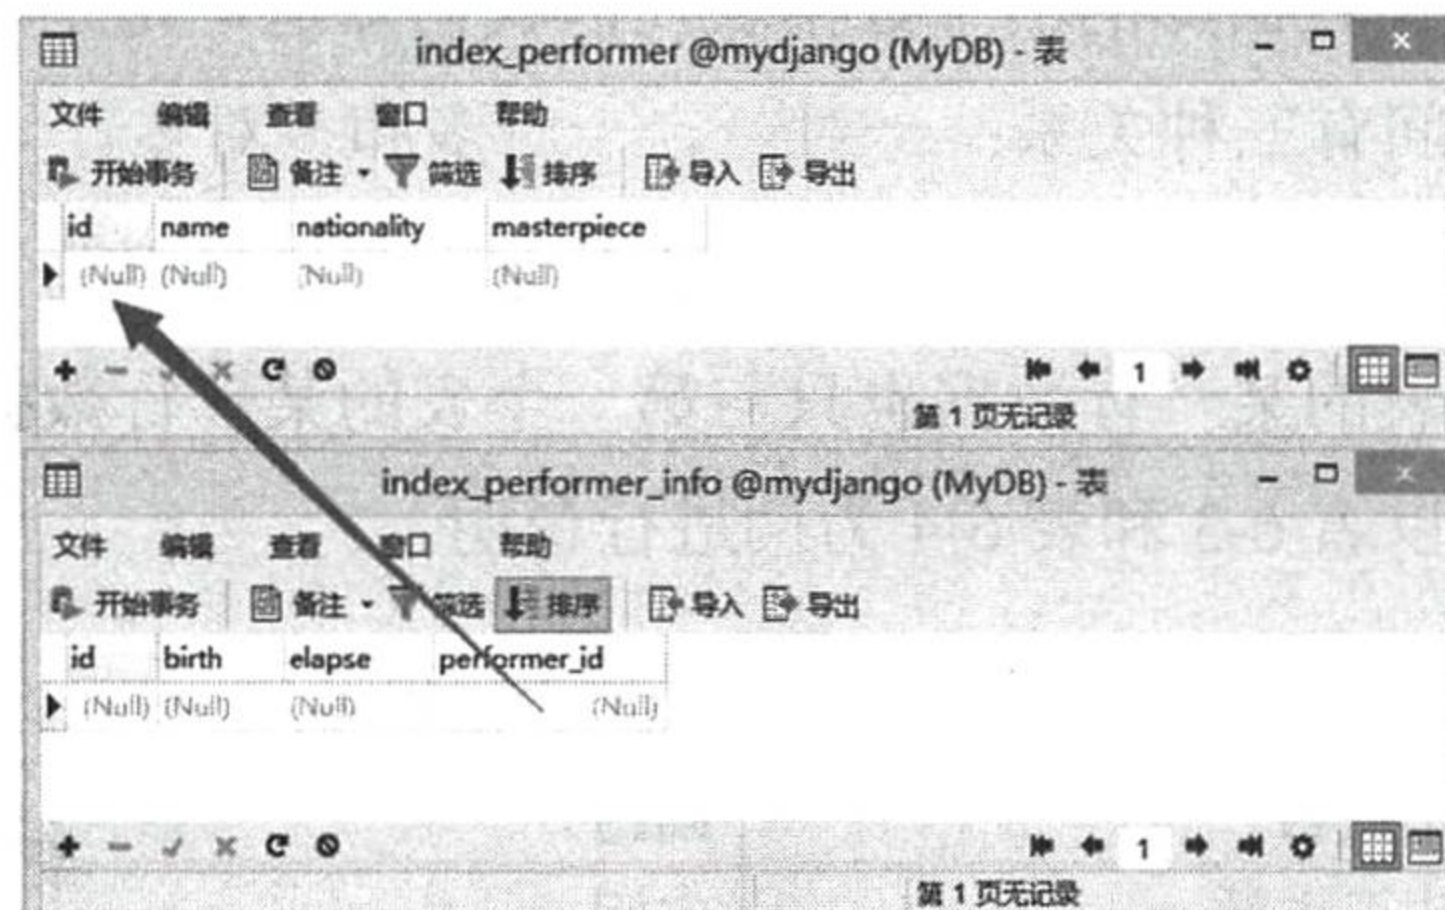 index_performer @mydjango (MyDB) - 表
文件 编辑 查看 窗口 帮助
开始事务 备注 筛选 排序 导入 导出
id name nationality masterpiece
(Null) (Null) (Null) (Null)
1
第 1 页无记录
index_performer_info @mydjango (MyDB) - 表
文件 编辑 查看 窗口 帮助
开始事务 备注 筛选 排序 导入 导出
id birth elapse performer_id
(Null) (Null) (Null) (Null)
1
第 1 页无记录